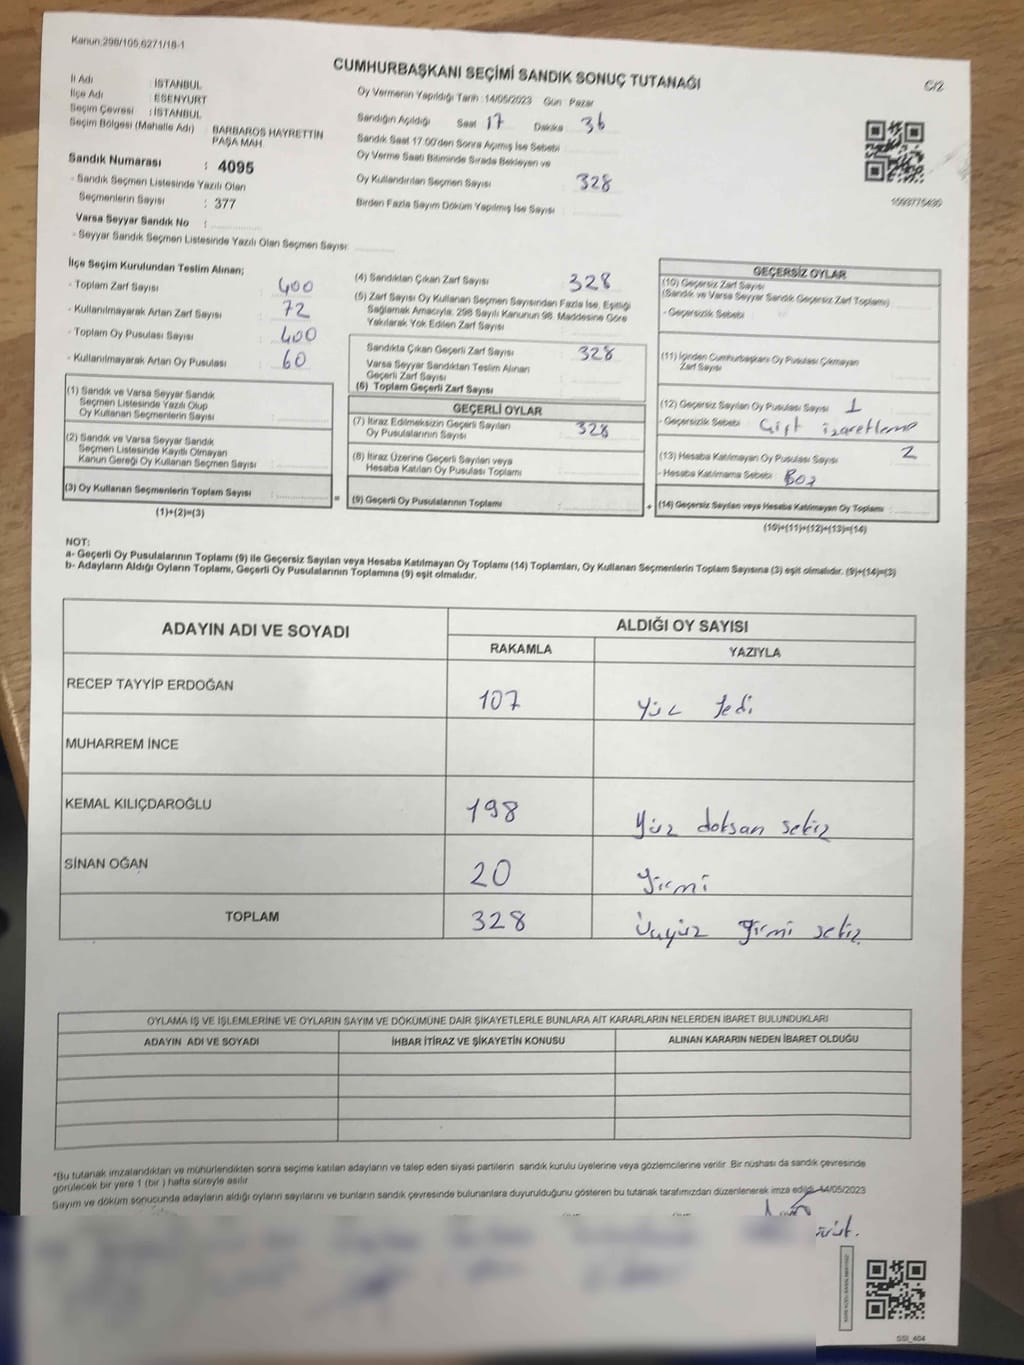 Kanun:298/105,6271/18-1
CUMHURBAŞKANI SEÇİMİ SANDIK SONUÇ TUTANAĞI
C/2
İl Adı : İSTANBUL
İlçe Adı : ESENYURT
Seçim Çevresi : İSTANBUL
Seçim Bölgesi (Mahalle Adı) : BARBAROS HAYRETTİN PAŞA MAH.
Sandık Numarası : 4095
- Sandık Seçmen Listesinde Yazılı Olan
Seçmenlerin Sayısı : 377
Varsa Seyyar Sandık No :
- Seyyar Sandık Seçmen Listesinde Yazılı Olan Seçmen Sayısı:
Oy Vermenin Yapıldığı Tarih :14/05/2023 Gün : Pazar
Sandığın Açıldığı Saat 17 Dakika 36
Sandık Saat 17.00'den Sonra Açımış İse Sebebi
Oy Verme Saati Bitiminde Sırada Bekleyen ve
Oy Kullandırılan Seçmen Sayısı 328
Birden Fazla Sayım Döküm Yapılmış İse Sayısı :
İlçe Seçim Kurulundan Teslim Alınan;
- Toplam Zarf Sayısı : 400
- Kullanılmayarak Artan Zarf Sayısı : 72
- Toplam Oy Pusulası Sayısı : 400
- Kullanılmayarak Artan Oy Pusulası : 60
(1) Sandık ve Varsa Seyyar Sandık
Seçmen Listesinde Yazılı Olup
Oy Kullanan Seçmenlerin Sayısı :
(2) Sandık ve Varsa Seyyar Sandık
Seçmen Listesinde Kayıtlı Olmayan
Kanun Gereği Oy Kullanan Seçmen Sayısı :
(3) Oy Kullanan Seçmenlerin Toplam Sayısı : =
(1)+(2)=(3)
(4) Sandıktan Çıkan Zarf Sayısı 328
(5) Zarf Sayısı Oy Kullanan Seçmen Sayısından Fazla İse, Eşitliği
Sağlamak Amacıyla, 298 Sayılı Kanunun 98. Maddesine Göre
Yakılarak Yok Edilen Zarf Sayısı :
Sandıkta Çıkan Geçerli Zarf Sayısı 328
Varsa Seyyar Sandıktan Teslim Alınan
Geçerli Zarf Sayısı
(6) Toplam Geçerli Zarf Sayısı
GEÇERLİ OYLAR
(7) İtiraz Edilmeksizin Geçerli Sayılan
Oy Pusulalarının Sayısı : 328
(8) İtiraz Üzerine Geçerli Sayılan veya
Hesaba Katılan Oy Pusulası Toplamı
(9) Geçerli Oy Pusulalarının Toplamı : +
GEÇERSİZ OYLAR
(10) Geçersiz Zarf Sayısı
(Sandık ve Varsa Seyyar Sandık Geçersiz Zarf Toplamı)
- Geçersizlik Sebebi :
(11) İçinden Cumhurbaşkanı Oy Pusulası Çıkmayan
Zarf Sayısı
(12) Geçersiz Sayılan Oy Pusulası Sayısı : 1
- Geçersizlik Sebebi Çift izaretleme
(13) Hesaba Katılmayan Oy Pusulası Sayısı 2
- Hesaba Katılmama Sebebi : Boz
(14) Geçersiz Sayılan veya Hesaba Katılmayan Oy Toplamı :
(10)+(11)+(12)+(13)=(14)
NOT:
a- Geçerli Oy Pusulalarının Toplamı (9) ile Geçersiz Sayılan veya Hesaba Katılmayan Oy Toplamı (14) Toplamları, Oy Kullanan Seçmenlerin Toplam Sayısına (3) eşit olmalıdır. (9)+(14)=(3)
b- Adayların Aldığı Oyların Toplamı, Geçerli Oy Pusulalarının Toplamına (9) eşit olmalıdır.
ADAYIN ADI VE SOYADI
ALDIĞI OY SAYISI
RAKAMLA YAZIYLA
RECEP TAYYİP ERDOĞAN 107 Yüz Yedi
MUHARREM İNCE
KEMAL KILIÇDAROĞLU 198 Yüz doksan sekiz
SİNAN OĞAN 20 Yirmi
TOPLAM 328 Üçyüz yirmi sekiz
OYLAMA İŞ VE İŞLEMLERİNE VE OYLARIN SAYIM VE DÖKÜMÜNE DAİR ŞİKAYETLERLE BUNLARA AİT KARARLARIN NELERDEN İBARET BULUNDUKLARI
ADAYIN ADI VE SOYADI İHBAR İTİRAZ VE ŞİKAYETİN KONUSU ALINAN KARARIN NEDEN İBARET OLDUĞU
*Bu tutanak imzalandıktan ve mühürlendikten sonra seçime katılan adayların ve talep eden siyasi partilerin sandık kurulu üyelerine veya gözlemcilerine verilir. Bir nüshası da sandık çevresinde
görülecek bir yere 1 (bir ) hafta süreyle asılır.
Sayım ve döküm sonucunda adayların aldığı oyların sayılarını ve bunların sandık çevresinde bulunanlara duyurulduğunu gösteren bu tutanak tarafımızdan düzenlenerek imza edildi. 14/05/2023
SSI_404